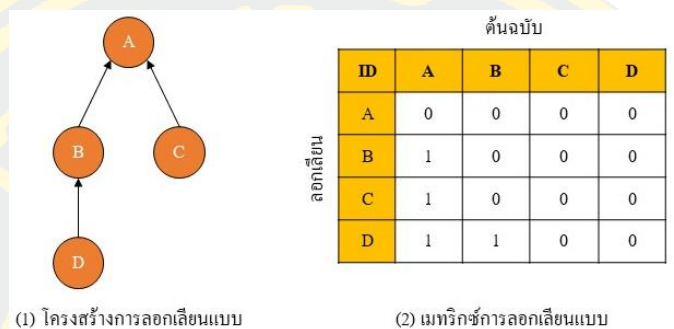 A
B
C
D
(1) โครงสร้างการลอกเลียนแบบ
ต้นฉบับ
ลอกเลียน
ID A B C D
A 0 0 0 0
B 1 0 0 0
C 1 0 0 0
D 1 1 0 0
(2) เมทริกซ์การลอกเลียนแบบ